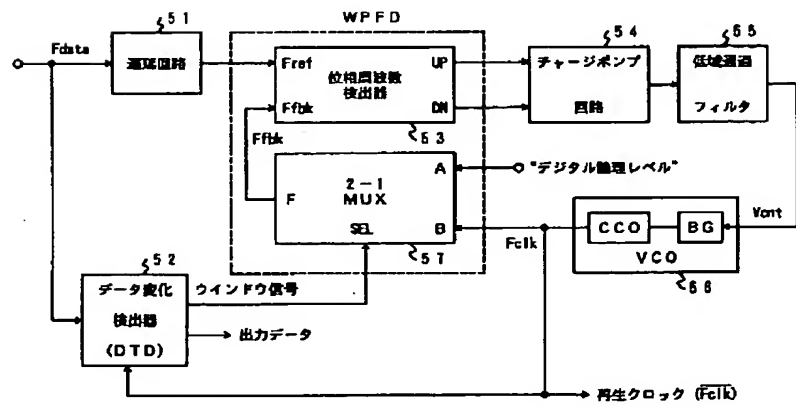 WPFD
51
Fdata
遅延回路
Fref
位相周波数
検出器
UP
DN
Ffbk
53
54
チャージポンプ
回路
55
低域通過
フィルタ
Ffbk
2-1
MUX
F
A
B
SEL
57
"デジタル論理レベル"
Vcnt
CCO
BG
VCO
56
Fclk
52
データ変化
検出器
(DTD)
ウインドウ信号
出力データ
再生クロック (Fclk)